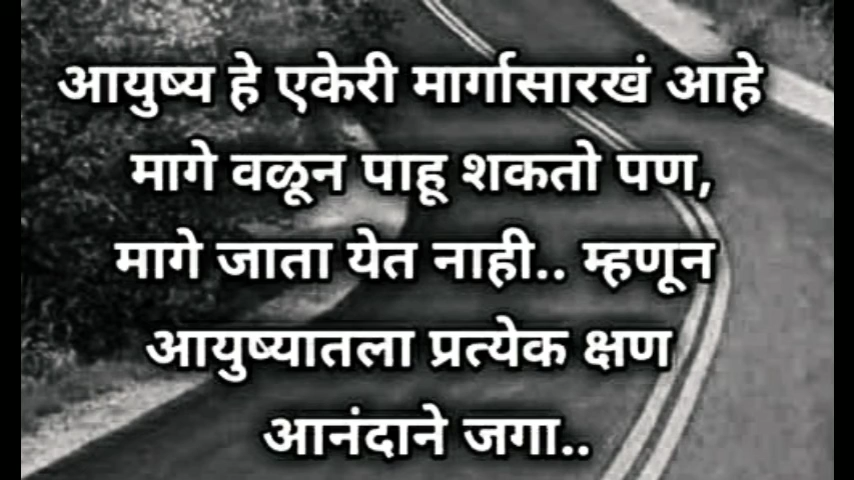 आयुष्य हे एकेरी मार्गासारखं आहे
मागे वळून पाहू शकतो पण,
मागे जाता येत नाही.. म्हणून
आयुष्यातला प्रत्येक क्षण
आनंदाने जगा..